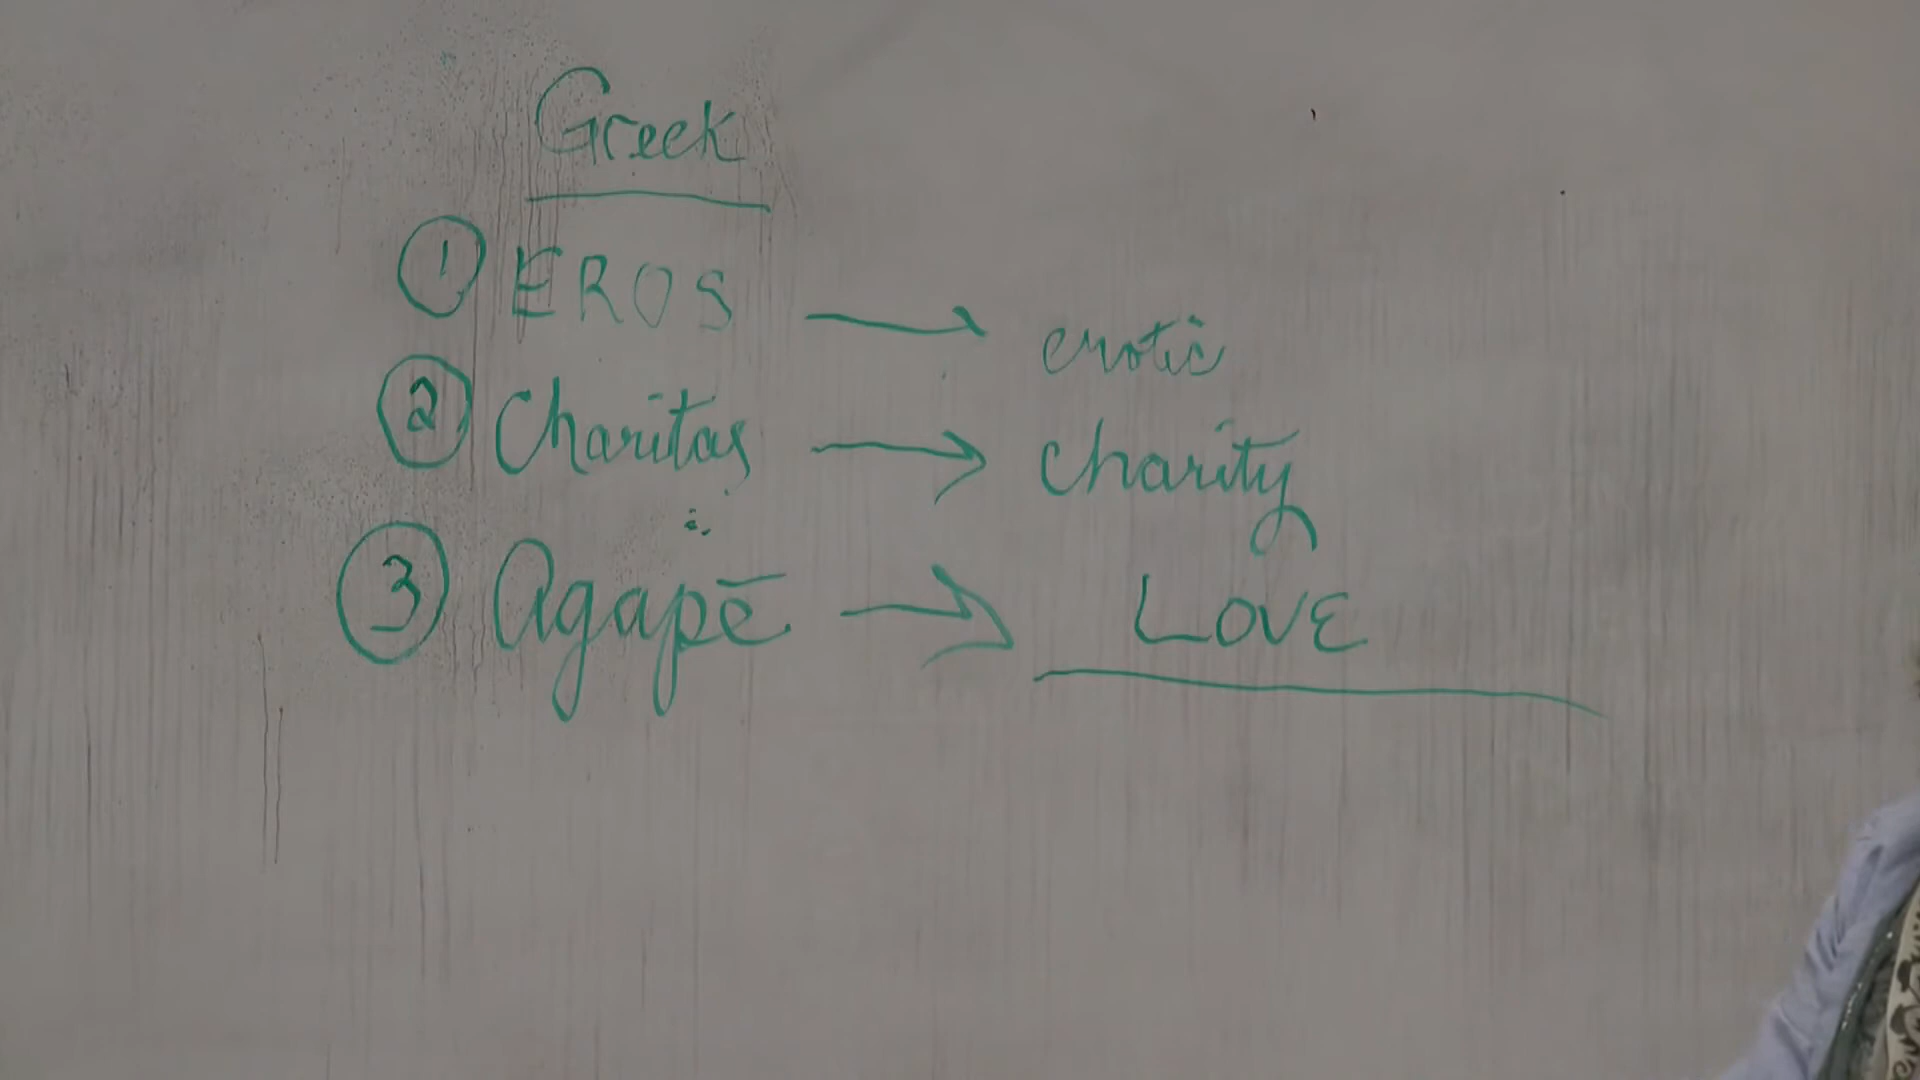 Greek
① EROS → erotic
② Charitas → charity
③ Agapē → LOVE